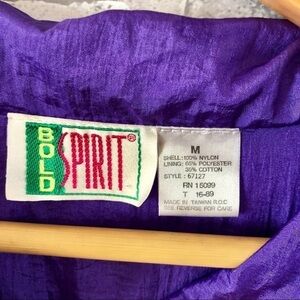 BOLD
SPIRIT®
M
SHELL: 100% NYLON
LINING: 65% POLYESTER
35% COTTON
STYLE: 67127
RN 15099
T 16-89
MADE IN TAIWAN R.O.C
SEE REVERSE FOR CARE